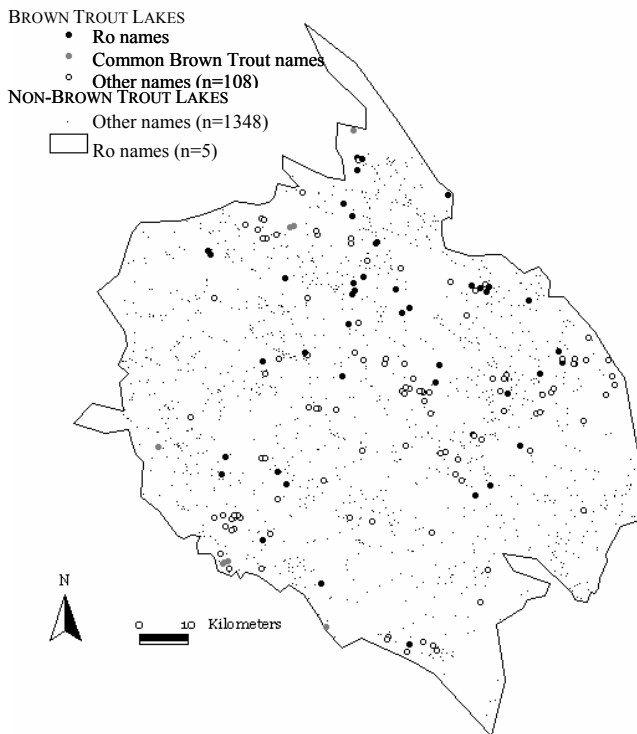 BROWN TROUT LAKES
Ro names
Common Brown Trout names
Other names (n=108)
NON-BROWN TROUT LAKES
Other names (n=1348)
Ro names (n=5)
N
0 10 Kilometers